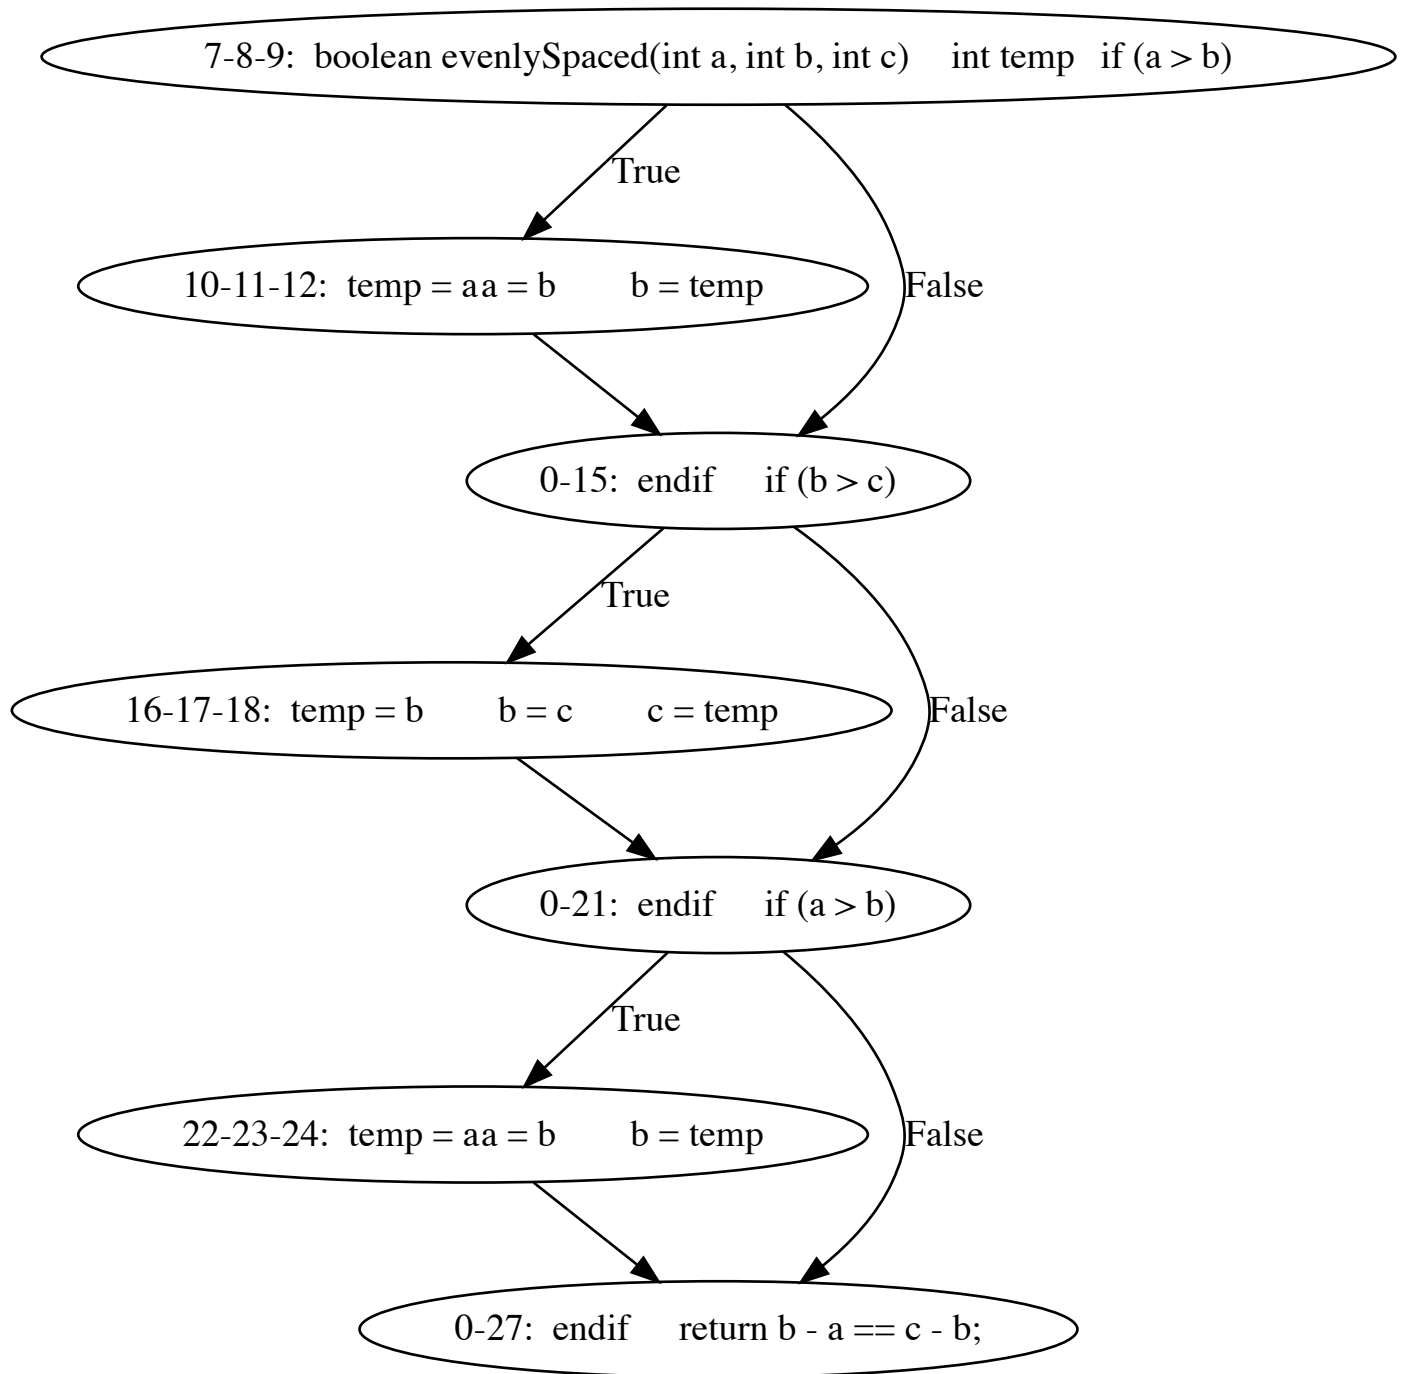 7-8-9: boolean evenlySpaced(int a, int b, int c) int temp if (a > b)
True
10-11-12: temp = aa = b b = temp
False
0-15: endif if (b > c)
True
16-17-18: temp = b b = c c = temp
False
0-21: endif if (a > b)
True
22-23-24: temp = aa = b b = temp
False
0-27: endif return b - a == c - b;